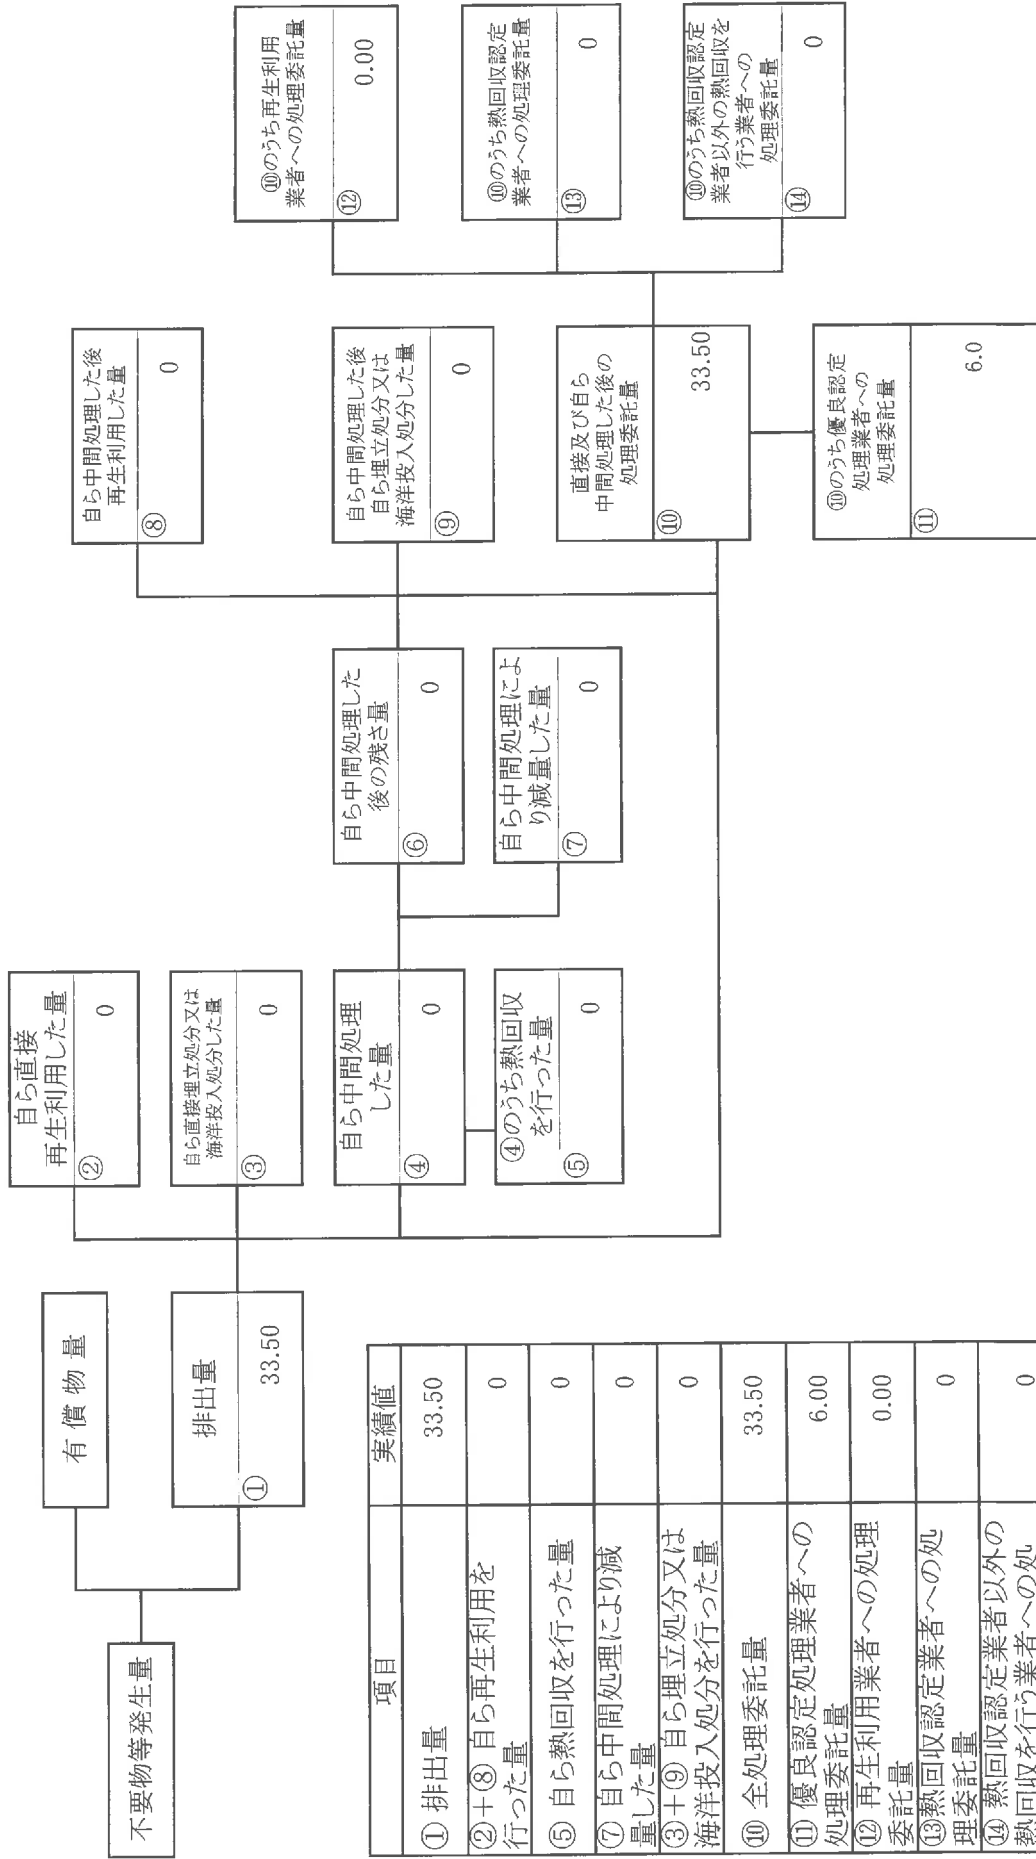 不要物等発生量
有償物量
排出量
①
33.50
自ら直接
再生利用した量
②
0
自ら直接埋立処分又は
海洋投入処分した量
③
0
自ら中間処理
した量
④
0
④のうち熱回収
を行った量
⑤
0
自ら中間処理した
後の残さ量
⑥
0
自ら中間処理によ
り減量した量
⑦
0
自ら中間処理した後
再生利用した量
⑧
0
自ら中間処理した後
自ら埋立処分又は
海洋投入処分した量
⑨
0
直接及び自ら
中間処理した後の
処理委託量
⑩
33.50
⑩のうち優良認定
処理業者への
処理委託量
⑪
6.0
⑩のうち再生利用
業者への処理委託量
⑫
0.00
⑩のうち熱回収認定
業者への処理委託量
⑬
0
⑩のうち熱回収認定
業者以外の熱回収を
行う業者への
処理委託量
⑭
0
項目 実績値
① 排出量 33.50
②+⑧ 自ら再生利用を
行った量 0
⑤ 自ら熱回収を行った量 0
⑦ 自ら中間処理により減
量した量 0
③+⑨ 自ら埋立処分又は
海洋投入処分を行った量 0
⑩ 全処理委託量 33.50
⑪ 優良認定処理業者への
処理委託量 6.00
⑫ 再生利用業者への処理
委託量 0.00
⑬熱回収認定業者への処
理委託量 0
⑭ 熱回収認定業者以外の
熱回収を行う業者への処 0